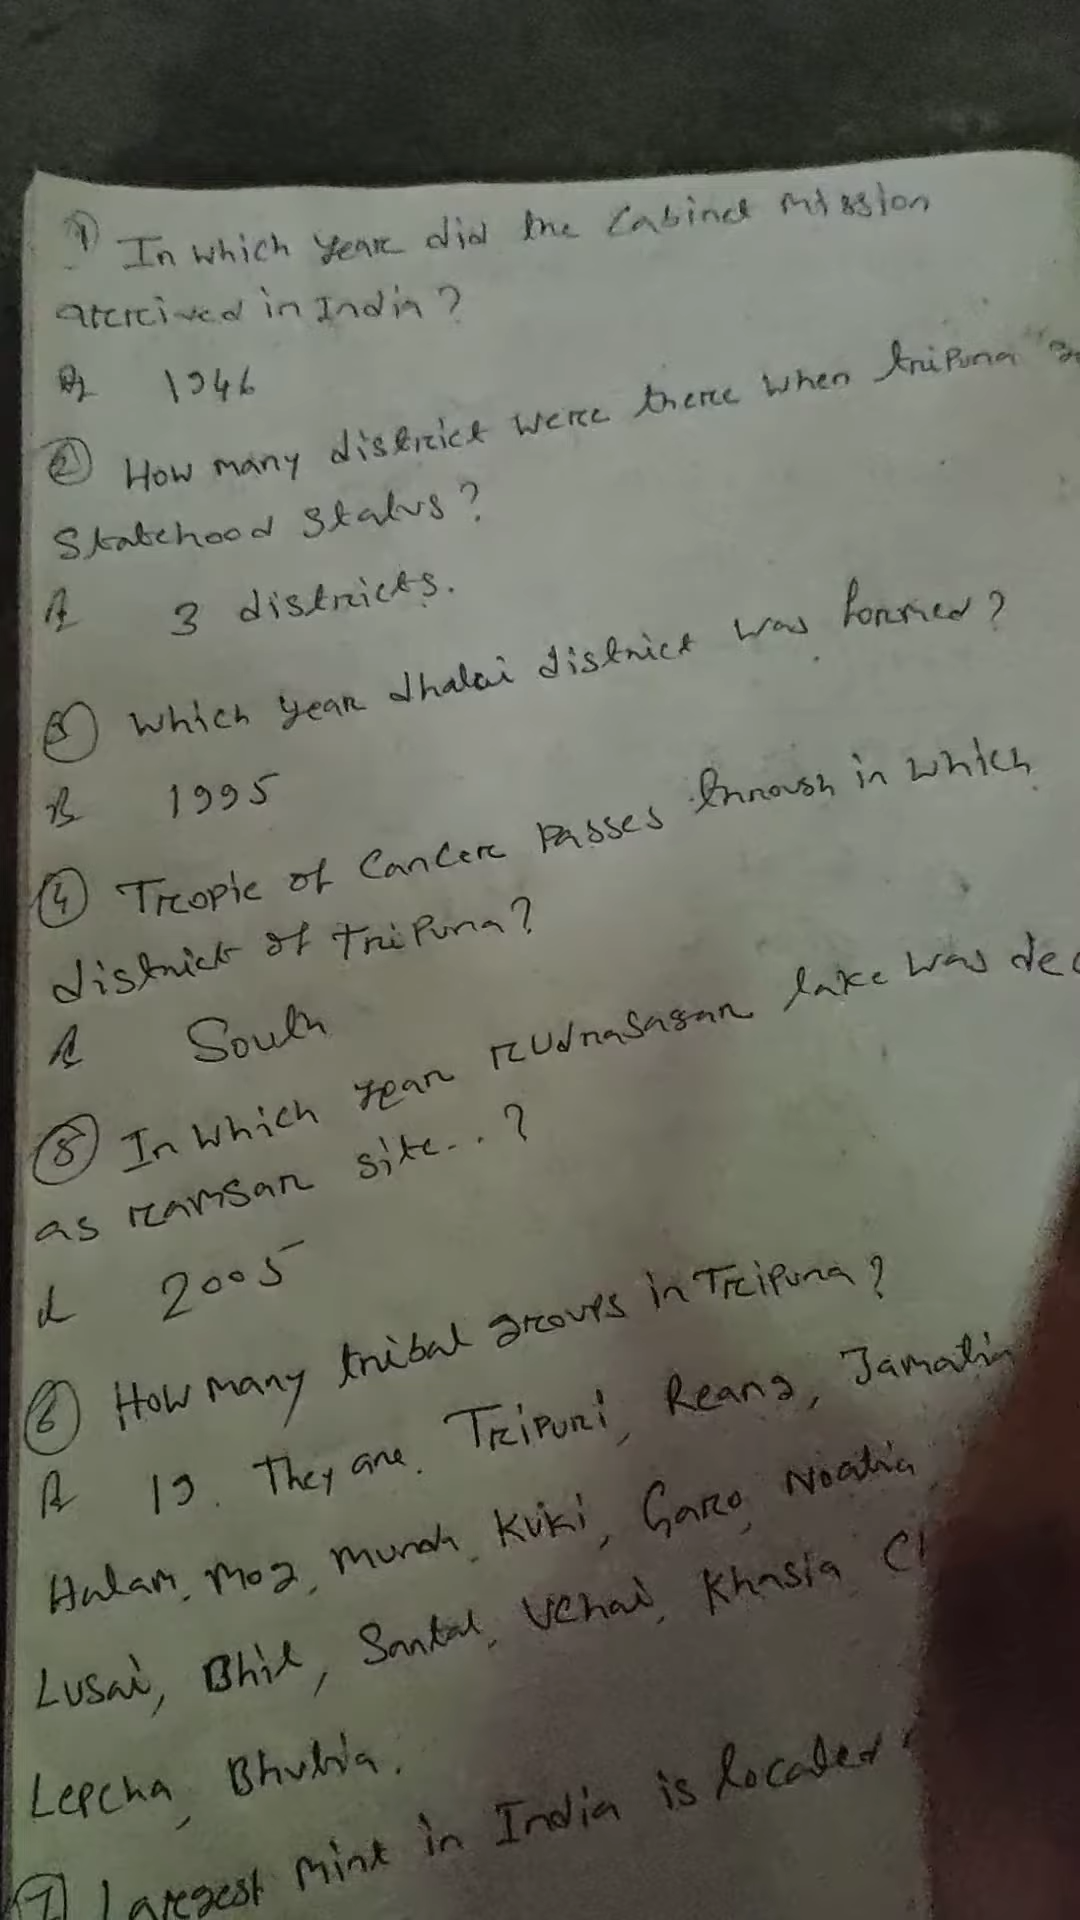 1) In which year did the Cabinet mission
arrived in India?
A 1946
2) How many district were there when tripura
Statehood Status?
A 3 districts.
3) Which year dhalai district was formed?
A 1995
4) Tropic of Cancer Passes through in which
district of tripura?
A South
5) In which year rudrasagar lake was dec
as ramsar site...?
A 2005
6) How many tribal groups in Tripura?
A 19. They are. Tripuri, Reang, Jamatia
Halam, Mog, Munda, Kuki, Garo, Noatia
Lusai, Bhil, Santal, Uchai, Khasia, Ch
Lepcha, Bhutia.
7) Largest mint in India is located